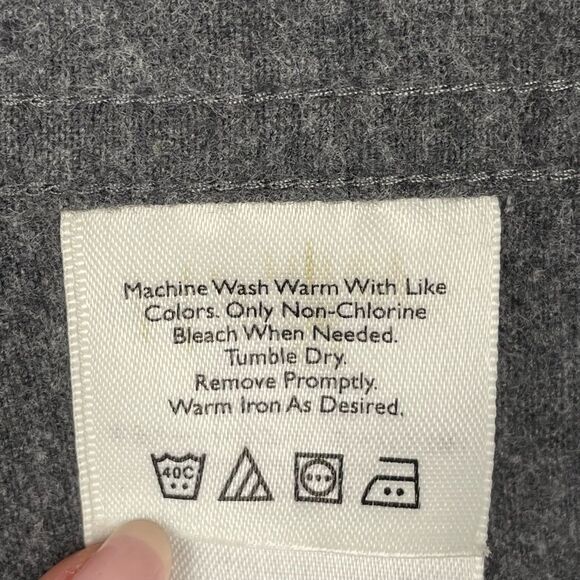 Machine Wash Warm With Like
Colors. Only Non-Chlorine
Bleach When Needed.
Tumble Dry.
Remove Promptly.
Warm Iron As Desired.
40C